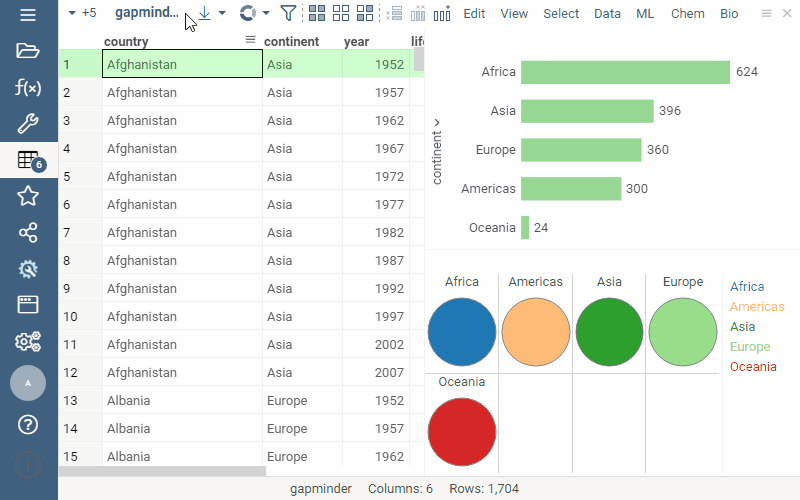 +5 gapmind... Edit View Select Data ML Chem Bio
country continent year life
1 Afghanistan Asia 1952
2 Afghanistan Asia 1957
3 Afghanistan Asia 1962
4 Afghanistan Asia 1967
5 Afghanistan Asia 1972
6 Afghanistan Asia 1977
7 Afghanistan Asia 1982
8 Afghanistan Asia 1987
9 Afghanistan Asia 1992
10 Afghanistan Asia 1997
11 Afghanistan Asia 2002
12 Afghanistan Asia 2007
13 Albania Europe 1952
14 Albania Europe 1957
15 Albania Europe 1962
f(x)
6
A
?
continent
Africa 624
Asia 396
Europe 360
Americas 300
Oceania 24
Africa Americas Asia Europe
Oceania
Africa
Americas
Asia
Europe
Oceania
gapminder Columns: 6 Rows: 1,704